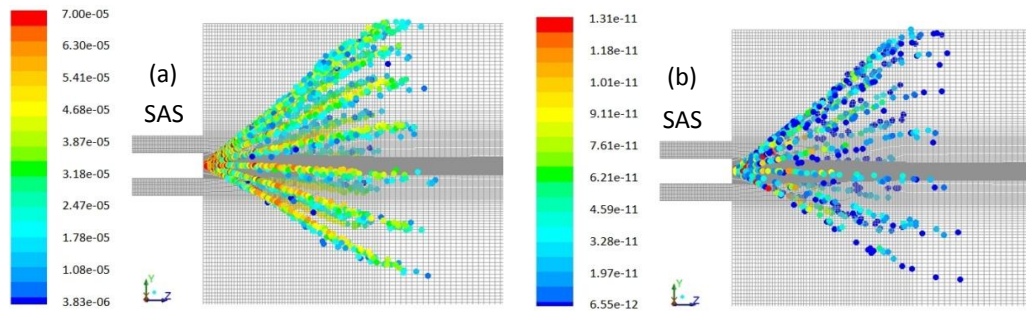 7.00e-05
6.30e-05
5.41e-05
4.68e-05
3.87e-05
3.18e-05
2.47e-05
1.78e-05
1.08e-05
3.83e-06
(a)
SAS
Y
Z
1.31e-11
1.18e-11
1.01e-11
9.11e-11
7.61e-11
6.21e-11
4.59e-11
3.28e-11
1.97e-11
6.55e-12
(b)
SAS
Y
Z